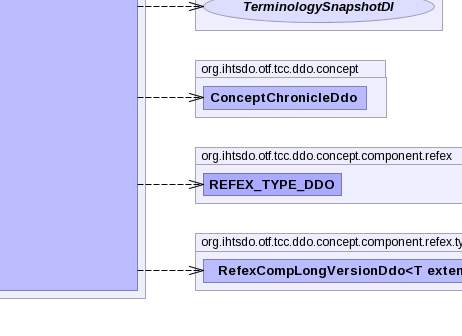 TerminologySnapshotDI
org.ihtsdo.otf.tcc.ddo.concept
ConceptChronicleDdo
org.ihtsdo.otf.tcc.ddo.concept.component.refex
REFEX_TYPE_DDO
org.ihtsdo.otf.tcc.ddo.concept.component.refex.ty
RefexCompLongVersionDdo<T exten